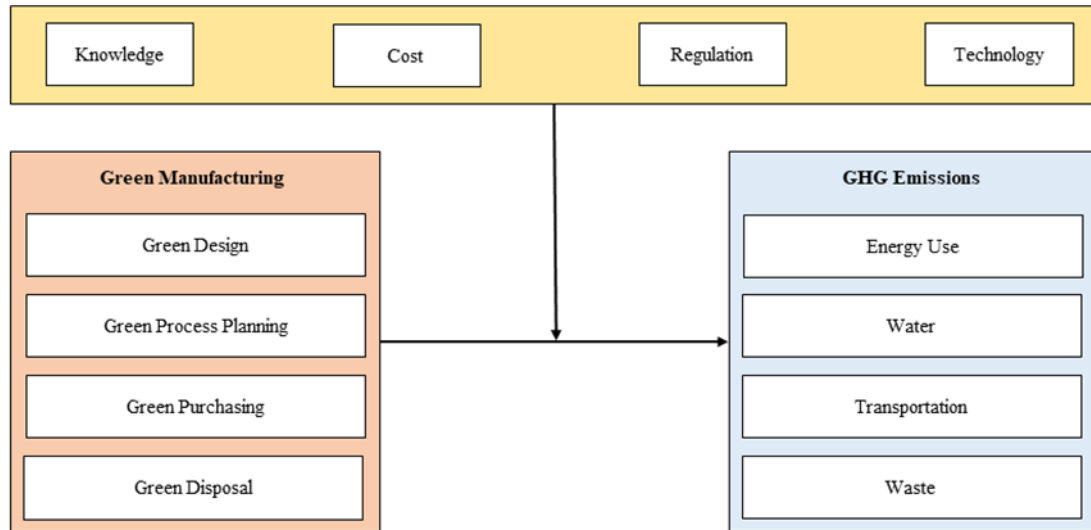 Knowledge
Cost
Regulation
Technology
Green Manufacturing
Green Design
Green Process Planning
Green Purchasing
Green Disposal
GHG Emissions
Energy Use
Water
Transportation
Waste